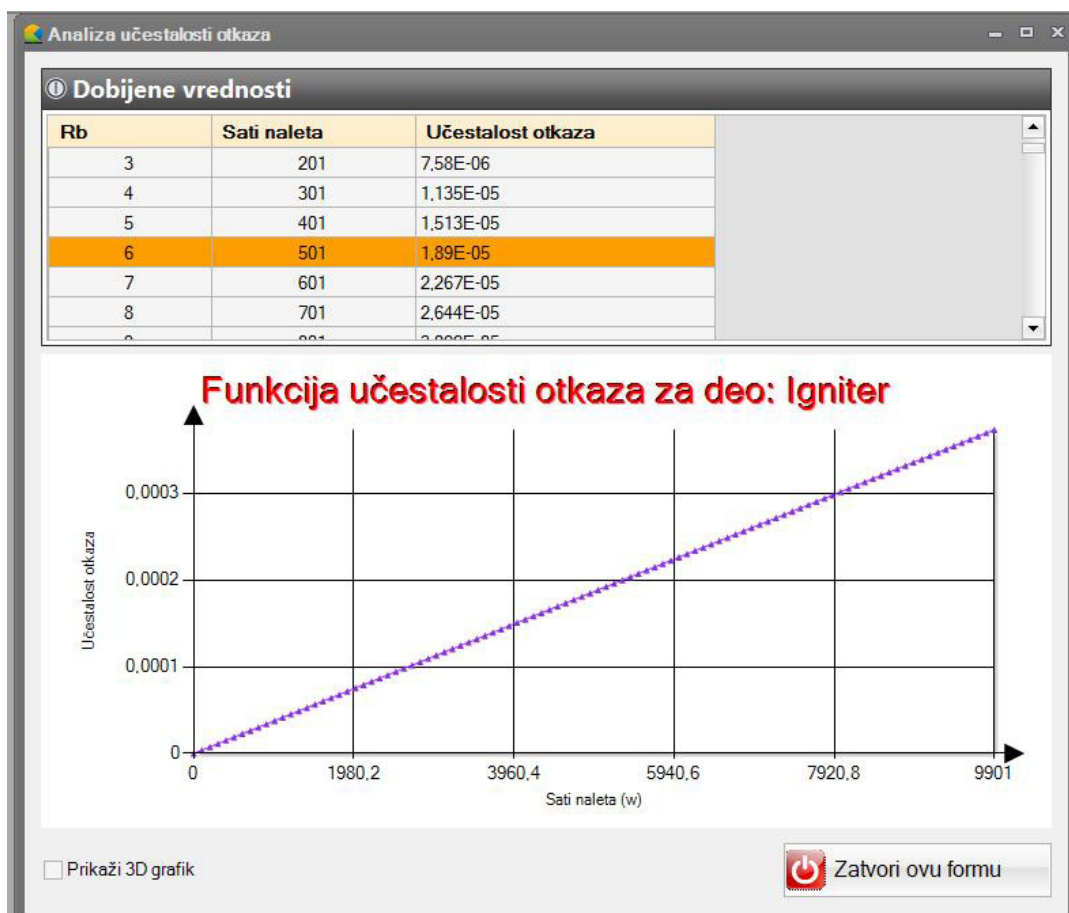 Analiza učestalosti otkaza
Dobijene vrednosti
Rb Sati naleta Učestalost otkaza
3 201 7,58E-06
4 301 1,135E-05
5 401 1,513E-05
6 501 1,89E-05
7 601 2,267E-05
8 701 2,644E-05
Funkcija učestalosti otkaza za deo: Igniter
0,0003
0,0002
0,0001
0
Učestalost otkaza
0 1980,2 3960,4 5940,6 7920,8 9901
Sati naleta (w)
Prikaži 3D grafik
Zatvori ovu formu